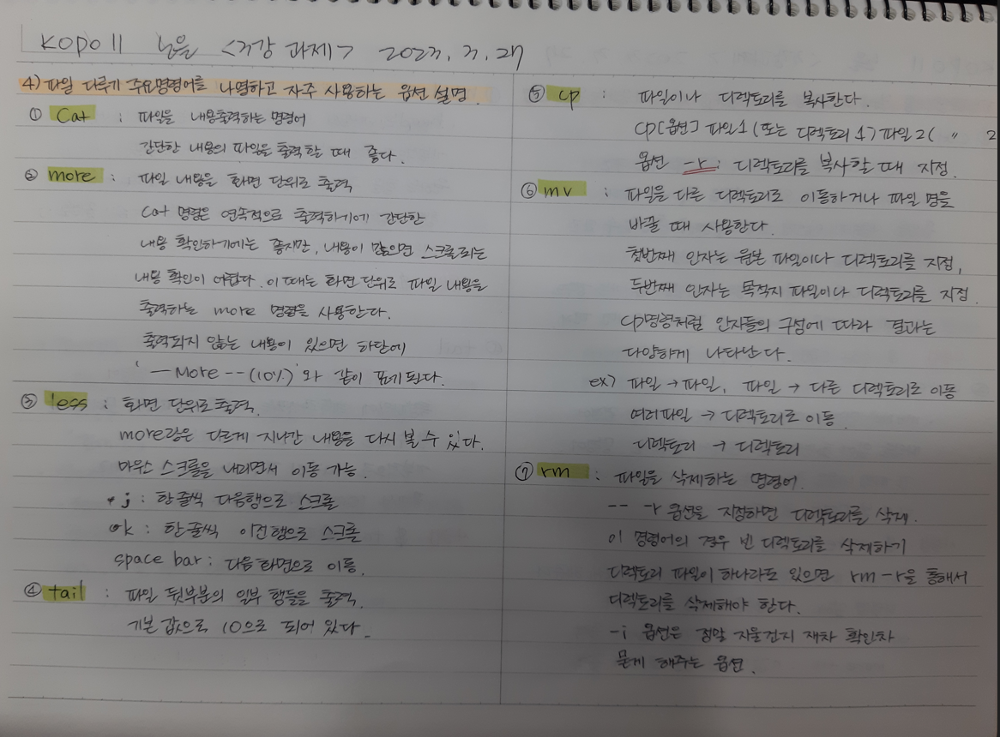 KOPO11 <거강 과제> 2023. 3. 27
4) 파일 다루기 주요명령어를 나열하고 자주 사용하는 옵션 설명
① Cat : 파일을 내용출력하는 명령어
간단한 내용의 파일을 출력할 때 좋다.
② more : 파일 내용을 화면 단위로 출력
Cat 명령은 연속적으로 출력하기에 간단한
내용 확인하기에는 좋지만, 내용이 많으면 스크롤되는
내용 확인이 어렵다. 이 때는 화면 단위로 파일 내용을
출력하는 more 명령을 사용한다.
출력되지 않는 내용이 있으면 하단에
'—More--(10%)'와 같이 표기된다.
③ less : 화면 단위로 출력.
more랑은 다르게 지나간 내용을 다시 볼 수 있다.
마우스 스크롤을 내리면서 이동 가능.
j : 한 줄씩 다음행으로 스크롤
k : 한 줄씩 이전 행으로 스크롤
space bar : 다음 화면으로 이동.
④ tail : 파일 뒷부분의 일부 행들을 출력.
기본 값으로 10으로 되어 있다.
⑤ cp : 파일이나 디렉토리를 복사한다.
cp[옵션] 파일1 (또는 디렉토리 1) 파일2 ( 〃 2
옵션 -r : 디렉토리를 복사할 때 지정.
⑥ mv : 파일을 다른 디렉토리로 이동하거나 파일 명을
바꿀 때 사용한다.
첫번째 인자는 원본 파일이나 디렉토리를 지정,
두번째 인자는 목적지 파일이나 디렉토리를 지정.
cp명령처럼 인자들의 구성에 따라 결과는
다양하게 나타난다.
ex) 파일 → 파일, 파일 → 다른 디렉토리로 이동
여러파일 → 디렉토리로 이동.
디렉토리 → 디렉토리
⑦ rm : 파일을 삭제하는 명령어.
-- -r 옵션을 지정하면 디렉토리를 삭제.
이 명령어의 경우 빈 디렉토리를 삭제하기
디렉토리 파일이 하나라도 있으면 rm -r을 통해서
디렉토리를 삭제해야 한다.
-i 옵션은 정말 지울건지 재차 확인차
묻게 해주는 옵션.